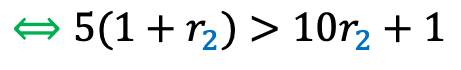 ⟺ 5(1 + r₂) > 10r₂ + 1